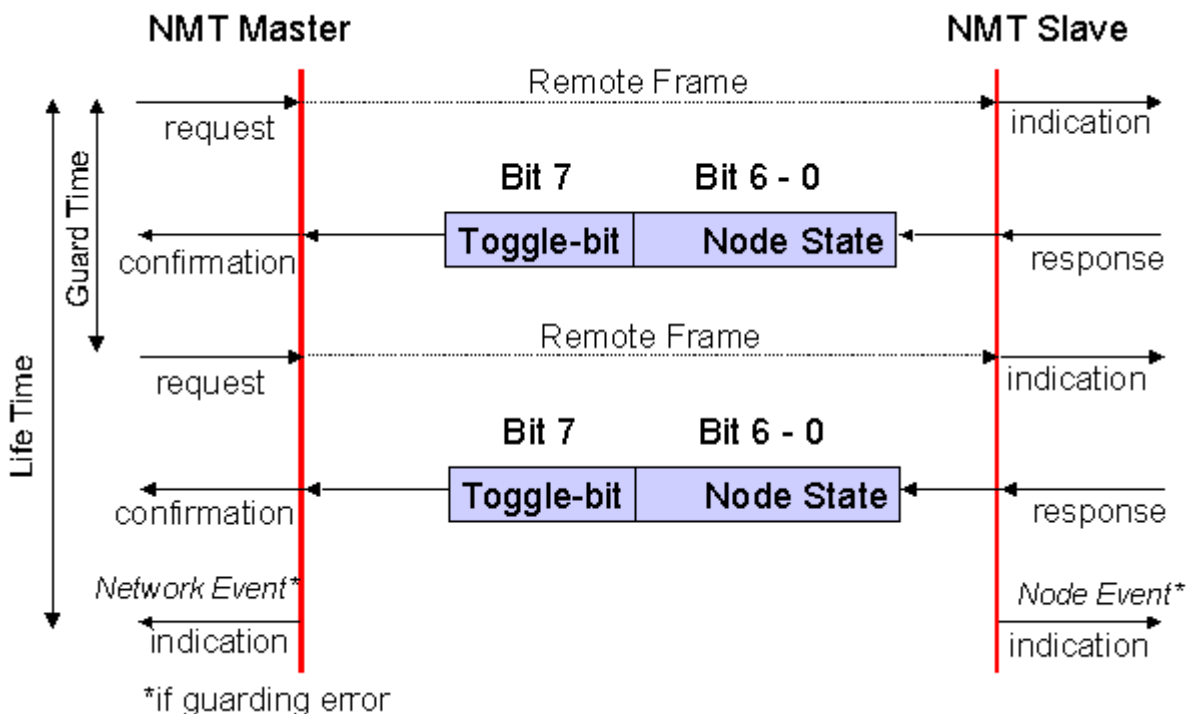 NMT Master
NMT Slave
Remote Frame
request
indication
Guard Time
Life Time
Bit 7
Bit 6 - 0
Toggle-bit
Node State
confirmation
response
Remote Frame
request
indication
Bit 7
Bit 6 - 0
Toggle-bit
Node State
confirmation
response
Network Event*
Node Event*
indication
indication
*if guarding error